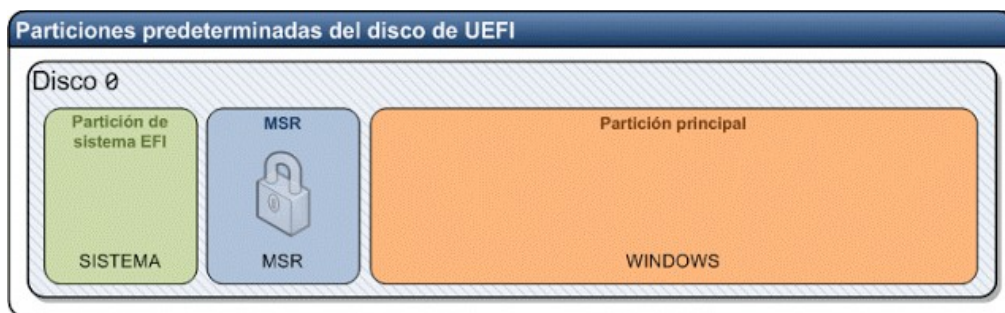 Particiones predeterminadas del disco de UEFI
Disco 0
Partición de
sistema EFI
SISTEMA
MSR
MSR
Partición principal
WINDOWS